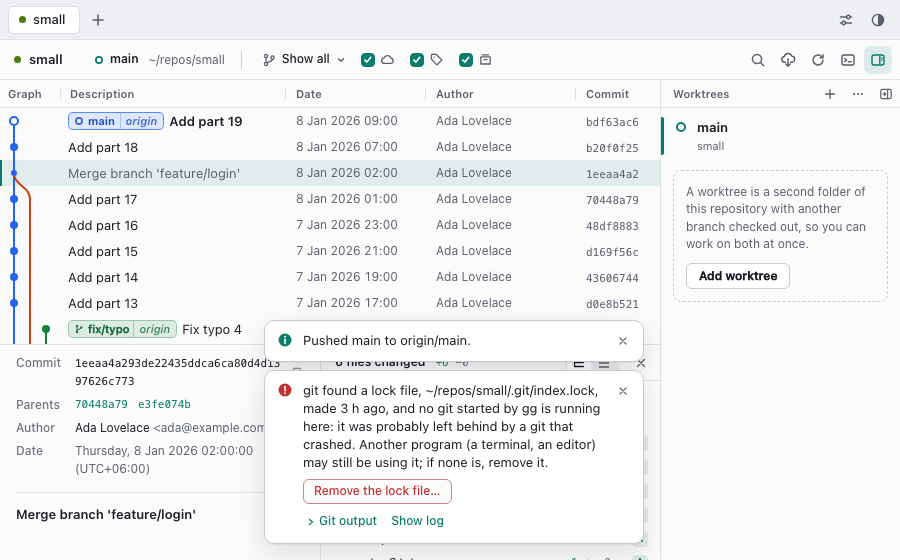 small
small
main ~/repos/small
Show all
Graph Description Date Author Commit
Worktrees
main origin Add part 19 8 Jan 2026 09:00 Ada Lovelace bdf63ac6
Add part 18 8 Jan 2026 07:00 Ada Lovelace b20f0f25
Merge branch 'feature/login' 8 Jan 2026 02:00 Ada Lovelace 1eeaa4a2
Add part 17 8 Jan 2026 01:00 Ada Lovelace 70448a79
Add part 16 7 Jan 2026 23:00 Ada Lovelace 48df8883
Add part 15 7 Jan 2026 21:00 Ada Lovelace d169f56c
Add part 14 7 Jan 2026 19:00 Ada Lovelace 43606744
Add part 13 7 Jan 2026 17:00 Ada Lovelace d0e8b521
fix/typo origin Fix typo 4
main
small
A worktree is a second folder of
this repository with another
branch checked out, so you can
work on both at once.
Add worktree
Commit 1eeaa4a293de22435ddca6ca80d4d13
97626c773
Parents 70448a79 e3fe074b
Author Ada Lovelace <ada@example.com
Date Thursday, 8 Jan 2026 02:00:00
(UTC+06:00)
Merge branch 'feature/login'
Pushed main to origin/main.
files changed
git found a lock file, ~/repos/small/.git/index.lock,
made 3 h ago, and no git started by gg is running
here: it was probably left behind by a git that
crashed. Another program (a terminal, an editor)
may still be using it; if none is, remove it.
Remove the lock file…
Git output Show log